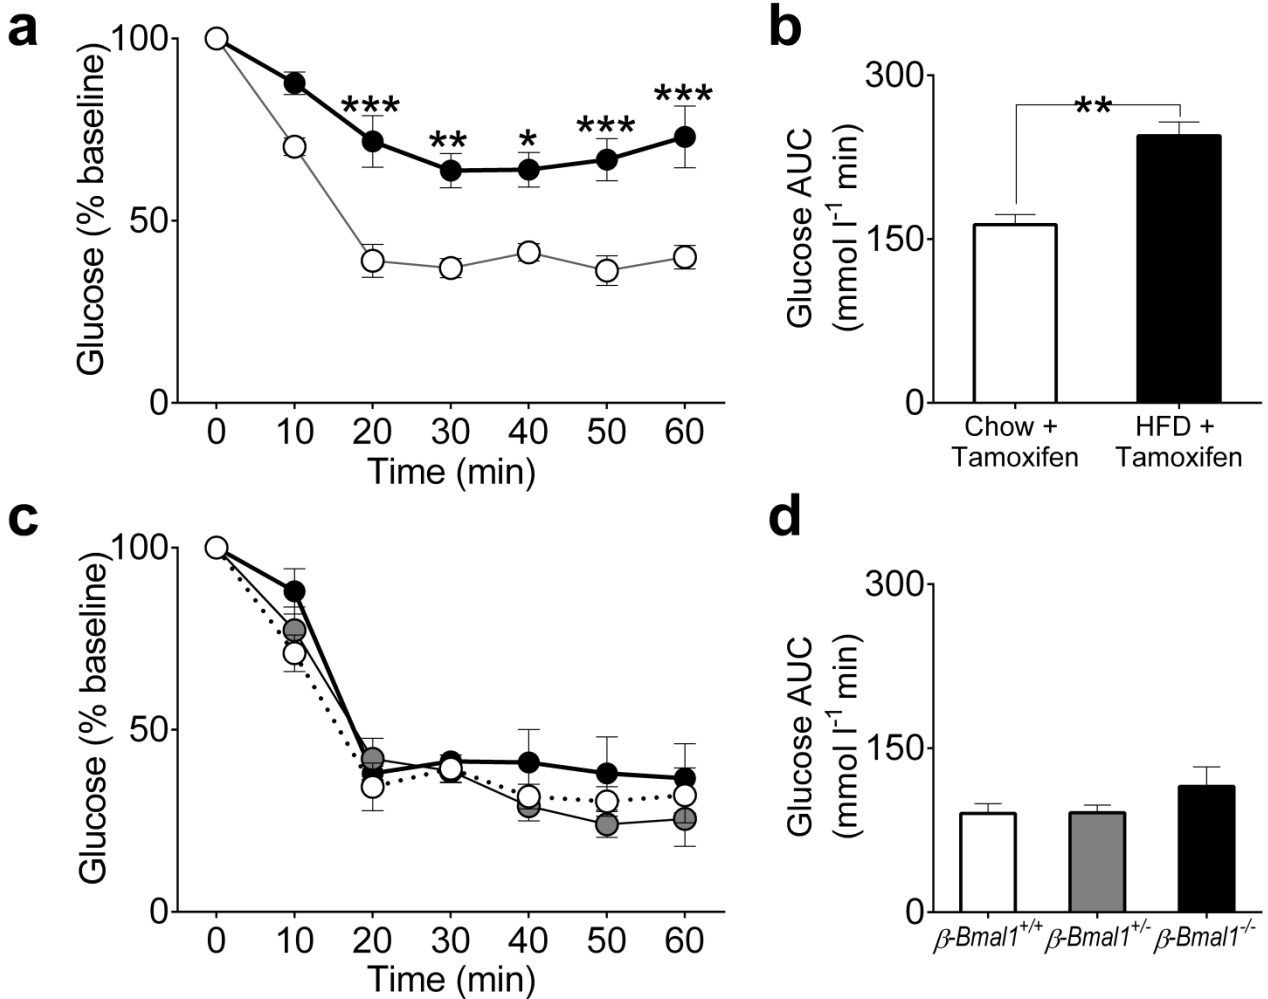 a
Glucose (% baseline)
100
50
0
***
**
*
***
***
0 10 20 30 40 50 60
Time (min)
b
Glucose AUC
(mmol l⁻¹ min)
300
150
0
**
Chow +
Tamoxifen
HFD +
Tamoxifen
c
Glucose (% baseline)
100
50
0
0 10 20 30 40 50 60
Time (min)
d
Glucose AUC
(mmol l⁻¹ min)
300
150
0
β-Bmal1⁺/⁺ β-Bmal1⁺/⁻ β-Bmal1⁻/⁻